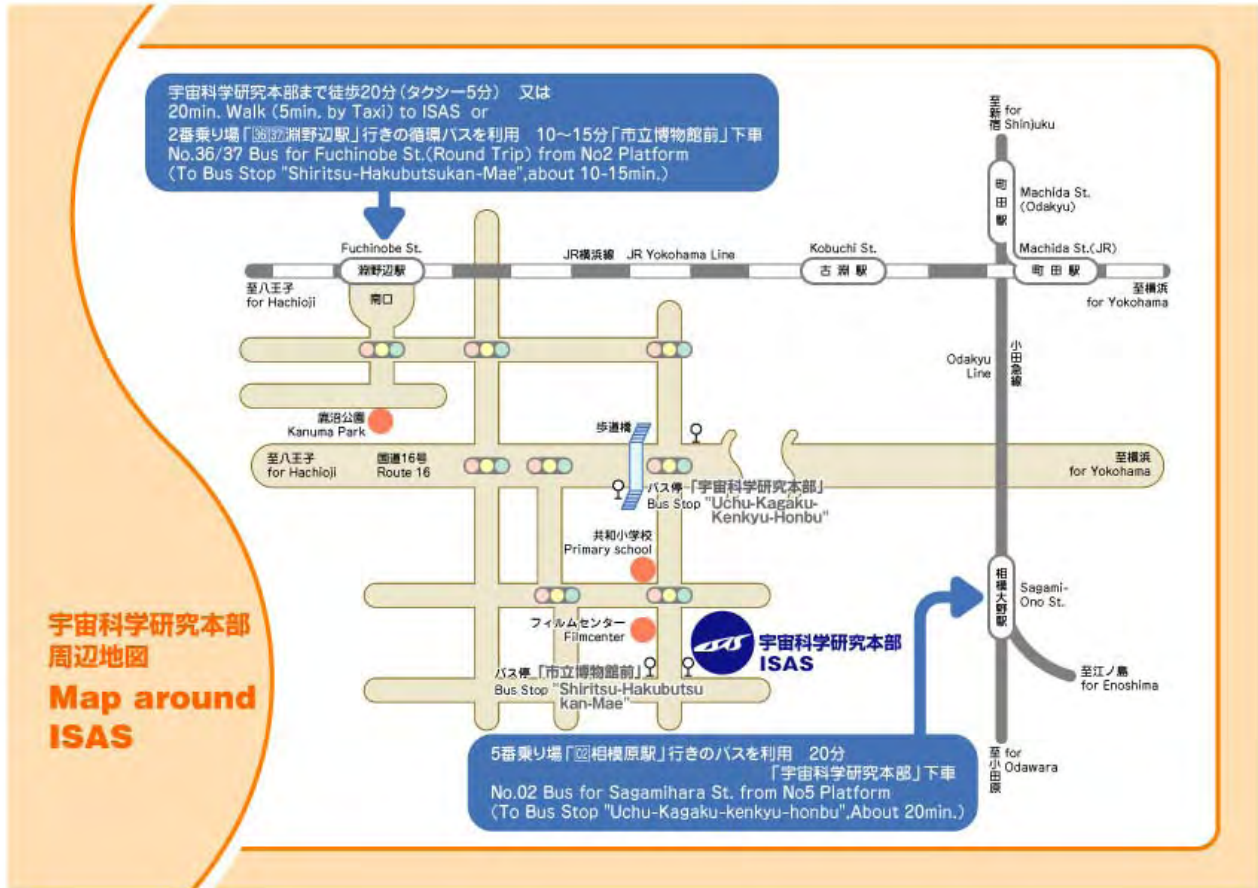 宇宙科学研究本部まで徒歩20分(タクシー5分) 又は
20min. Walk (5min. by Taxi) to ISAS or
2番乗り場「36 37 淵野辺駅」行きの循環バスを利用 10～15分「市立博物館前」下車
No.36/37 Bus for Fuchinobe St.(Round Trip) from No2 Platform
(To Bus Stop "Shiritsu-Hakubutsukan-Mae",about 10-15min.)
至新宿
for
Shinjuku
町田駅
Machida St.
(Odakyu)
Fuchinobe St.
淵野辺駅
JR横浜線 JR Yokohama Line
Kobuchi St.
古淵駅
Machida St.(JR)
町田駅
至八王子
for Hachioji
南口
至横浜
for Yokohama
Odakyu
Line
小田急線
鹿沼公園
Kanuma Park
歩道橋
至八王子
for Hachioji
国道16号
Route 16
至横浜
for Yokohama
バス停「宇宙科学研究本部」
Bus Stop "Uchu-Kagaku-
Kenkyu-Honbu"
共和小学校
Primary school
相模大野駅
Sagami-
Ono St.
フィルムセンター
Filmcenter
ISAS
宇宙科学研究本部
ISAS
バス停「市立博物館前」
Bus Stop "Shiritsu-Hakubutsu
kan-Mae"
至江ノ島
for Enoshima
至小田原
for
Odawara
宇宙科学研究本部
周辺地図
Map around
ISAS
5番乗り場「02 相模原駅」行きのバスを利用 20分
「宇宙科学研究本部」下車
No.02 Bus for Sagamihara St. from No5 Platform
(To Bus Stop "Uchu-Kagaku-kenkyu-honbu",About 20min.)